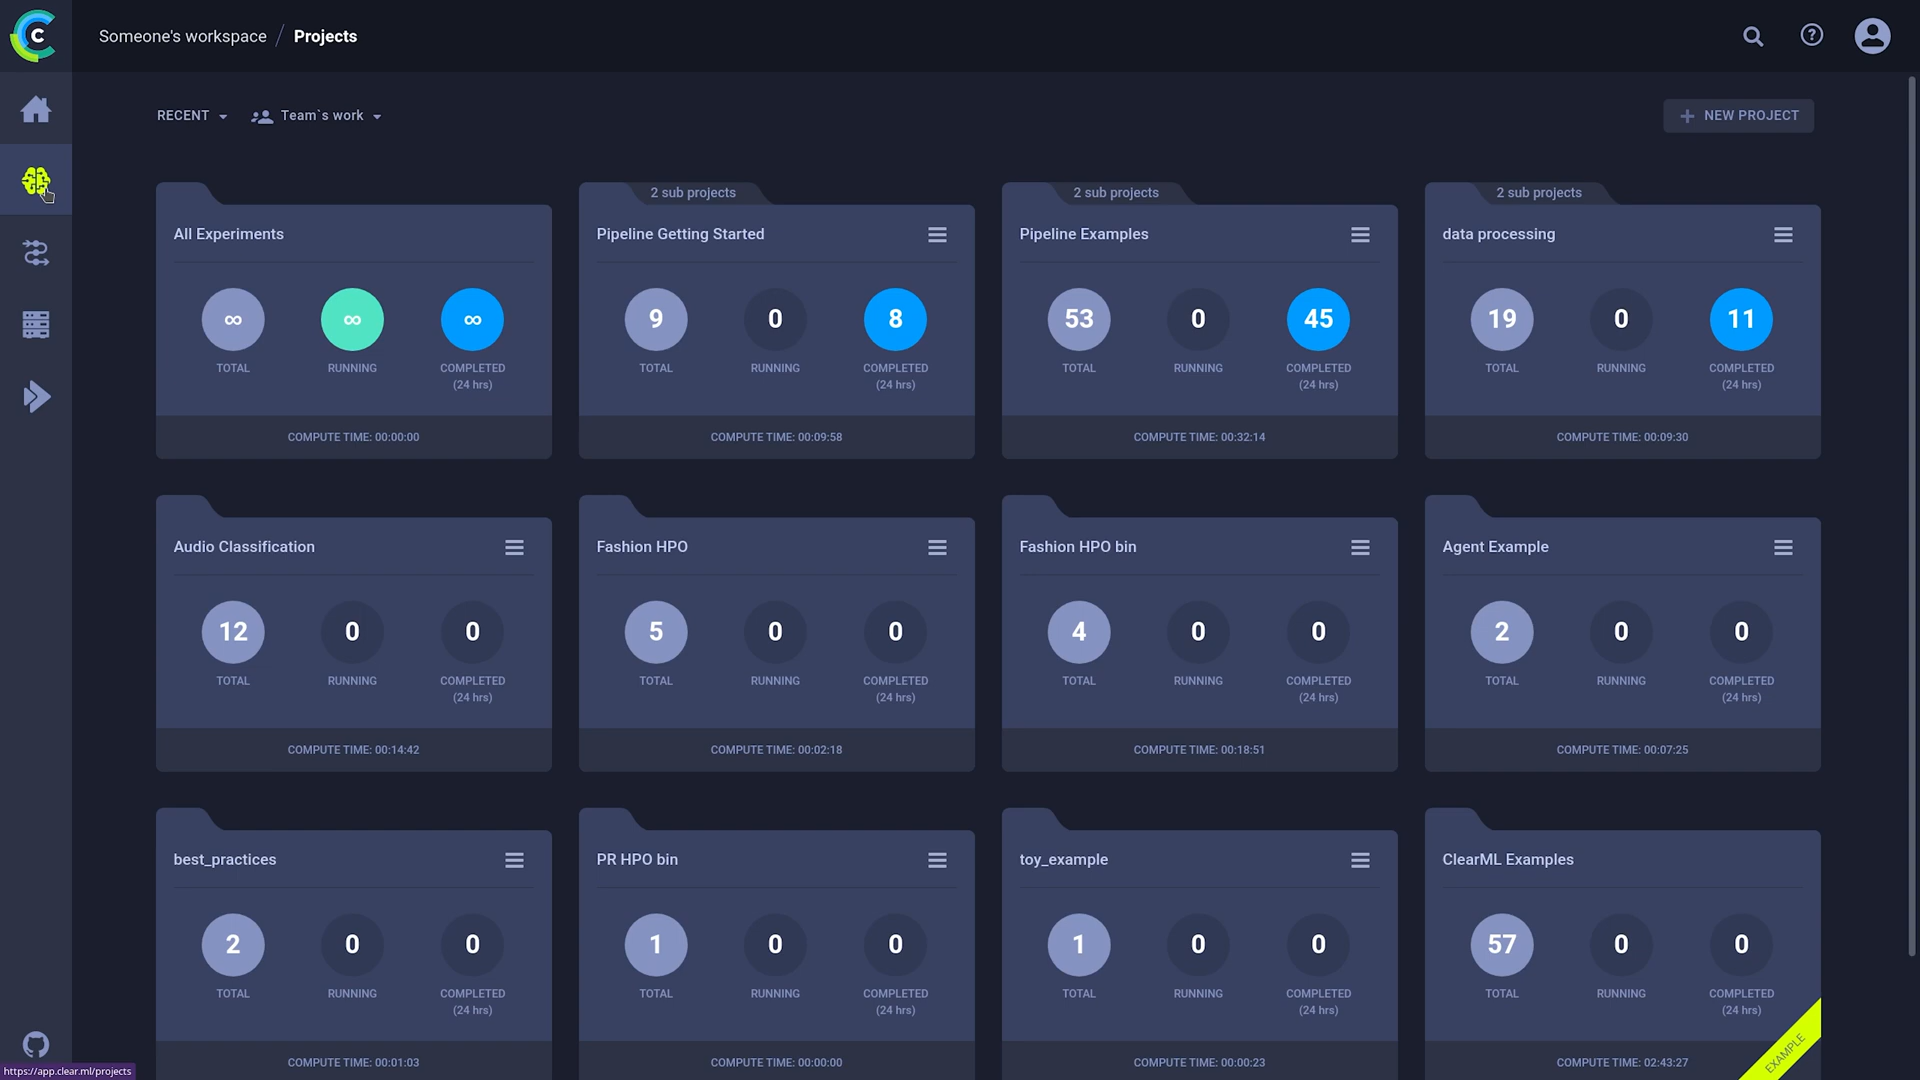 C
Someone's workspace / Projects
RECENT
Team`s work
+ NEW PROJECT
All Experiments
∞ ∞ ∞
TOTAL RUNNING COMPLETED
(24 hrs)
COMPUTE TIME: 00:00:00
2 sub projects
Pipeline Getting Started
9 0 8
TOTAL RUNNING COMPLETED
(24 hrs)
COMPUTE TIME: 00:09:58
2 sub projects
Pipeline Examples
53 0 45
TOTAL RUNNING COMPLETED
(24 hrs)
COMPUTE TIME: 00:32:14
2 sub projects
data processing
19 0 11
TOTAL RUNNING COMPLETED
(24 hrs)
COMPUTE TIME: 00:09:30
Audio Classification
12 0 0
TOTAL RUNNING COMPLETED
(24 hrs)
COMPUTE TIME: 00:14:42
Fashion HPO
5 0 0
TOTAL RUNNING COMPLETED
(24 hrs)
COMPUTE TIME: 00:02:18
Fashion HPO bin
4 0 0
TOTAL RUNNING COMPLETED
(24 hrs)
COMPUTE TIME: 00:18:51
Agent Example
2 0 0
TOTAL RUNNING COMPLETED
(24 hrs)
COMPUTE TIME: 00:07:25
best_practices
2 0 0
TOTAL RUNNING COMPLETED
(24 hrs)
COMPUTE TIME: 00:01:03
PR HPO bin
1 0 0
TOTAL RUNNING COMPLETED
(24 hrs)
COMPUTE TIME: 00:00:00
toy_example
1 0 0
TOTAL RUNNING COMPLETED
(24 hrs)
COMPUTE TIME: 00:00:23
ClearML Examples
57 0 0
TOTAL RUNNING COMPLETED
(24 hrs)
COMPUTE TIME: 02:43:27
EXAMPLE
https://app.clear.ml/projects